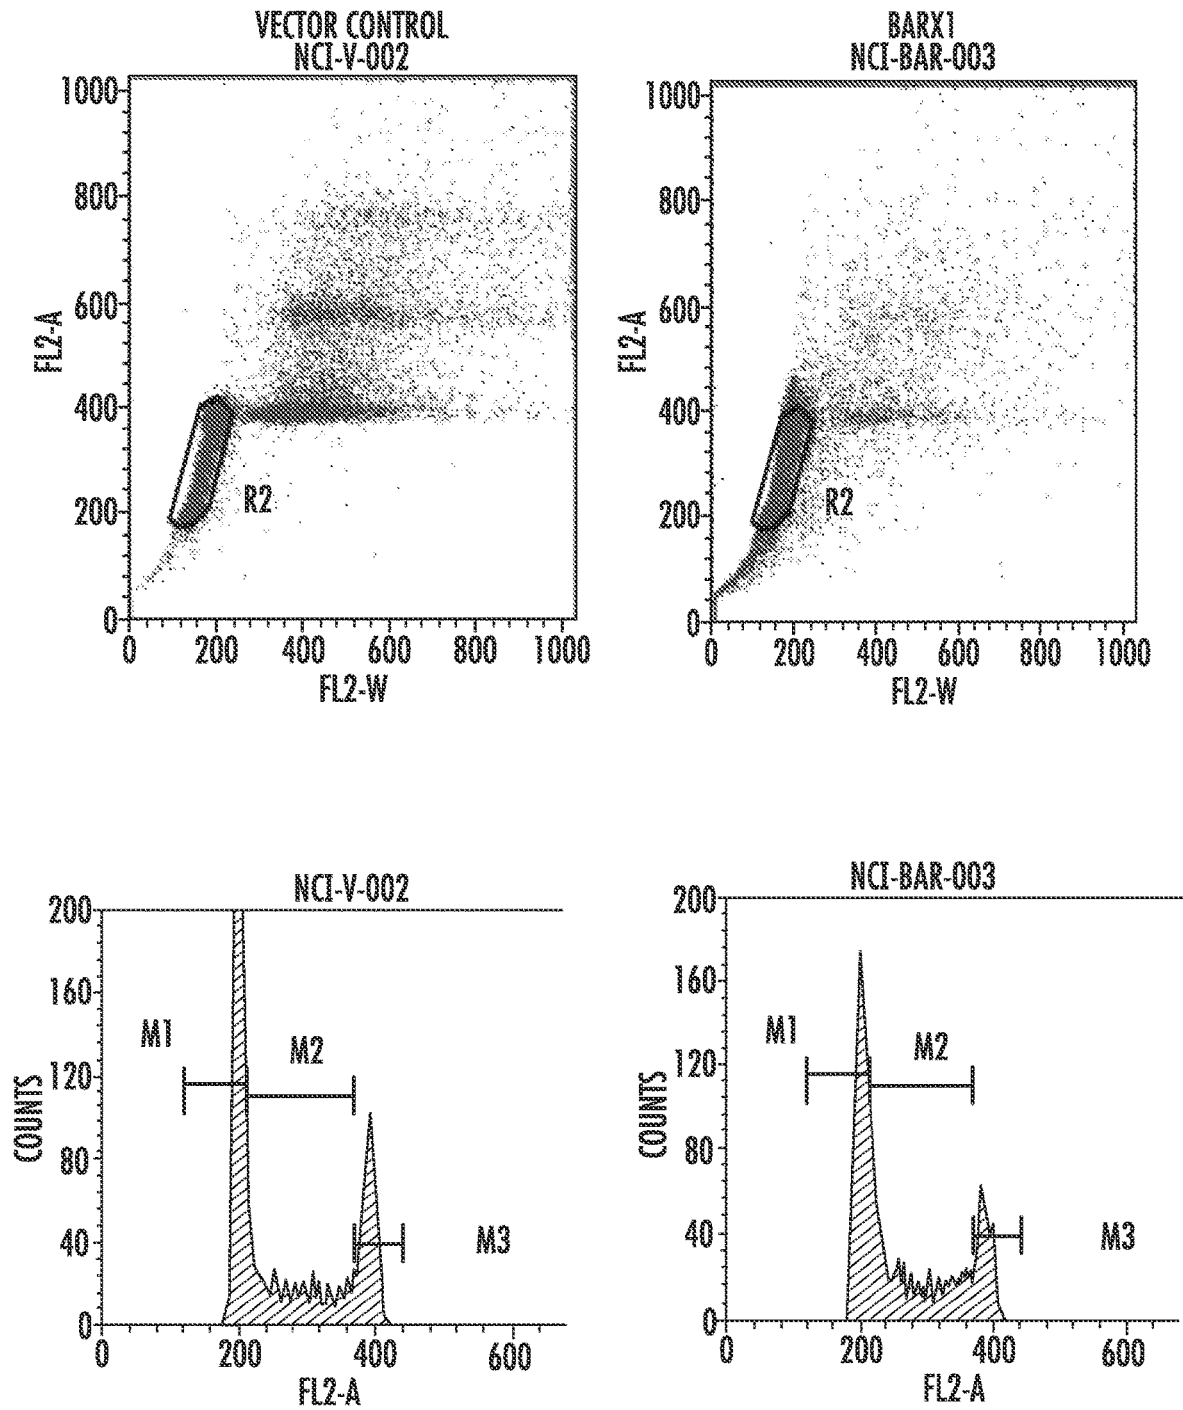 VECTOR CONTROL
NCI-V-002
1000
800
600
400
200
0
FL2-A
R2
0 200 400 600 800 1000
FL2-W
BARX1
NCI-BAR-003
1000
800
600
400
200
0
FL2-A
R2
0 200 400 600 800 1000
FL2-W
NCI-V-002
200
160
120
80
40
0
COUNTS
M1
M2
M3
0 200 400 600
FL2-A
NCI-BAR-003
200
160
120
80
40
0
COUNTS
M1
M2
M3
0 200 400 600
FL2-A